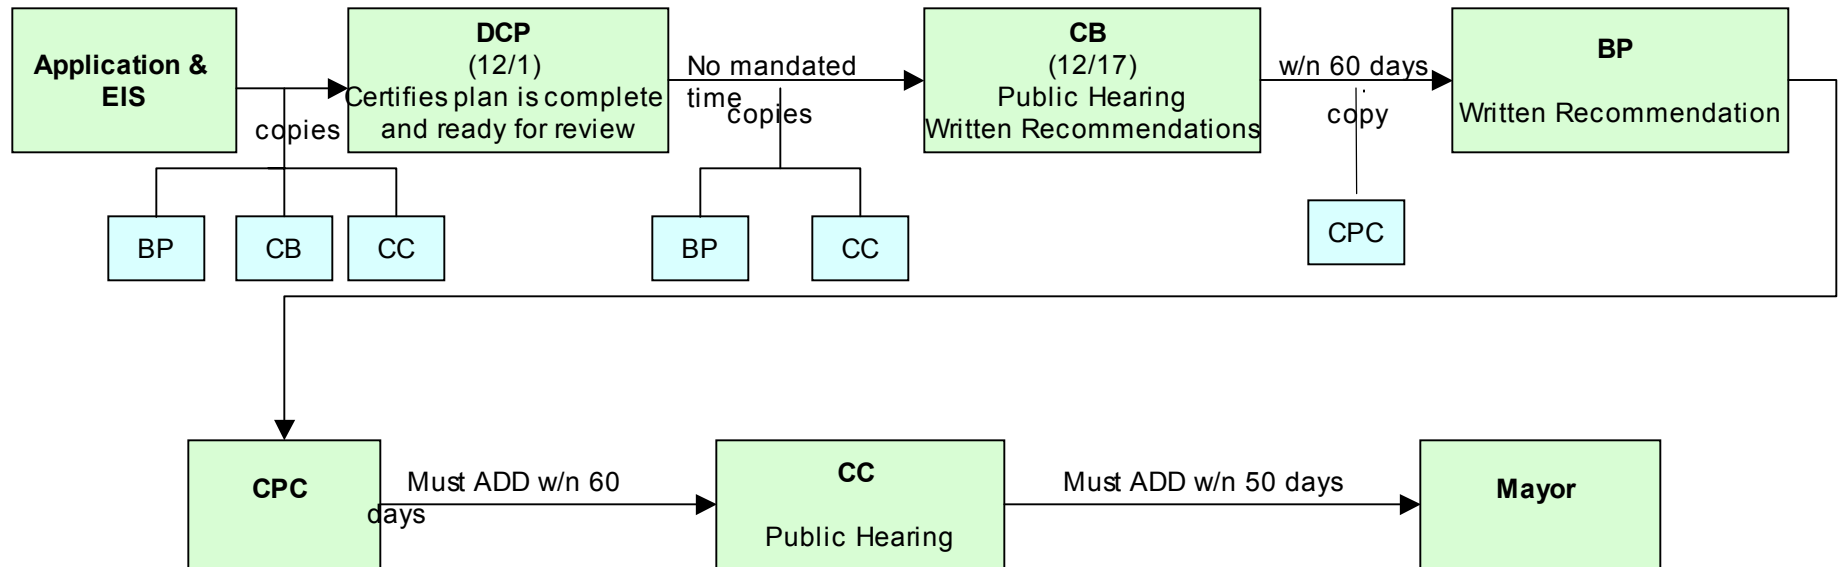 Application &
EIS
DCP
(12/1)
Certifies plan is complete
and ready for review
No mandated
time
CB
(12/17)
Public Hearing
Written Recommendations
w/n 60 days
BP
Written Recommendation
copies
copies
copy
BP
CB
CC
BP
CC
CPC
CPC
Must ADD w/n 60
days
CC
Public Hearing
Must ADD w/n 50 days
Mayor